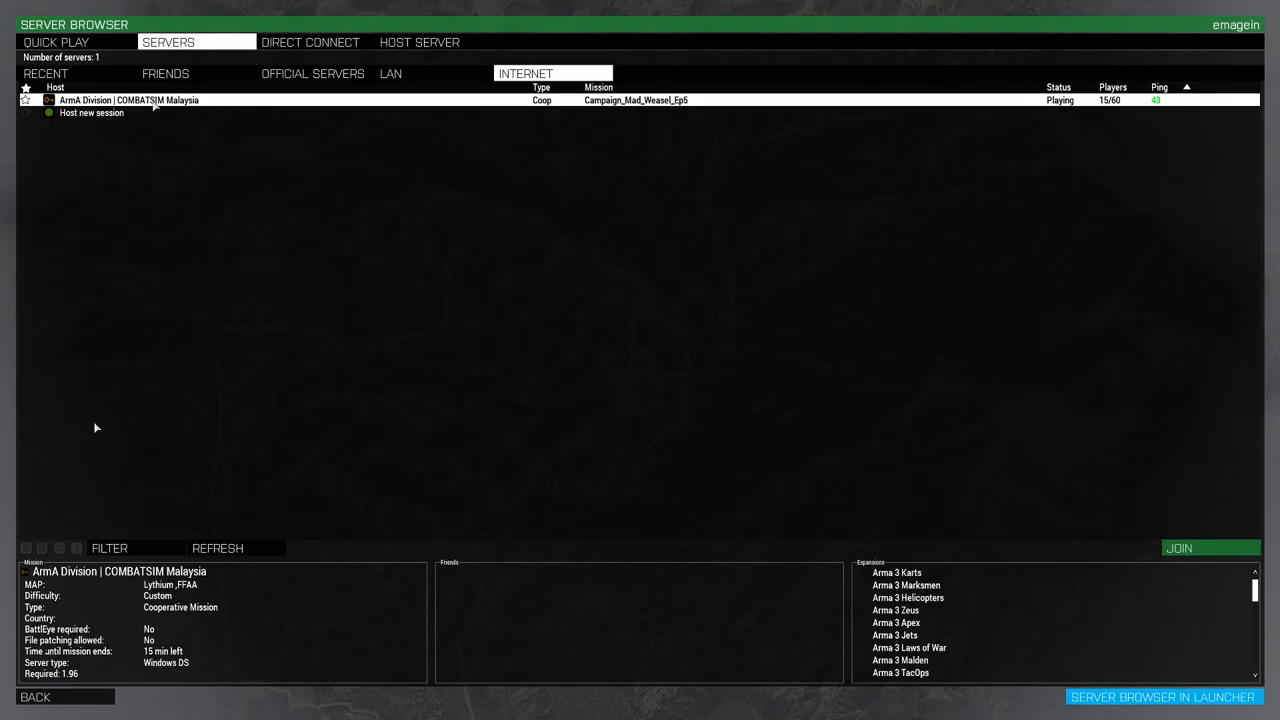 SERVER BROWSER emagein
QUICK PLAY SERVERS DIRECT CONNECT HOST SERVER
Number of servers: 1
RECENT FRIENDS OFFICIAL SERVERS LAN INTERNET
Host Type Mission Status Players Ping
ArmA Division | COMBATSIM Malaysia Coop Campaign_Mad_Weasel_Ep5 Playing 15/60 43
Host new session
FILTER REFRESH JOIN
Mission Friends Expansions
ArmA Division | COMBATSIM Malaysia
MAP: Lythium ,FFAA
Difficulty: Custom
Type: Cooperative Mission
Country:
BattlEye required: No
File patching allowed: No
Time until mission ends: 15 min left
Server type: Windows DS
Required: 1.96
Arma 3 Karts
Arma 3 Marksmen
Arma 3 Helicopters
Arma 3 Zeus
Arma 3 Apex
Arma 3 Jets
Arma 3 Laws of War
Arma 3 Malden
Arma 3 TacOps
BACK SERVER BROWSER IN LAUNCHER